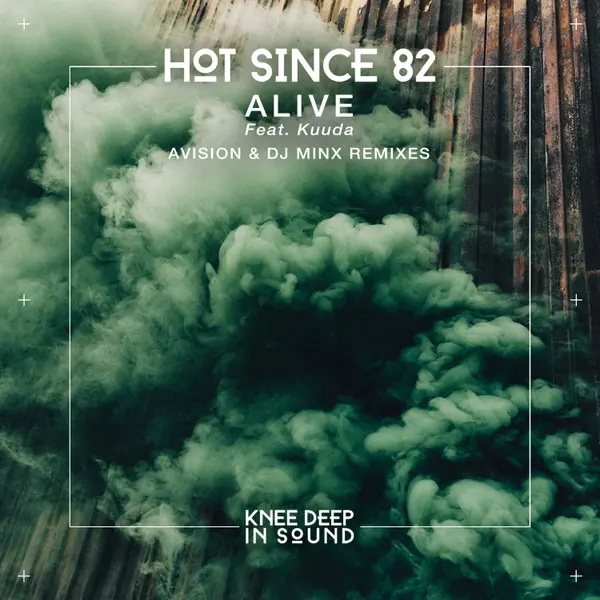 HOT SINCE 82
ALIVE
Feat. Kuuda
AVISION & DJ MINX REMIXES
KNEE DEEP
IN SOUND